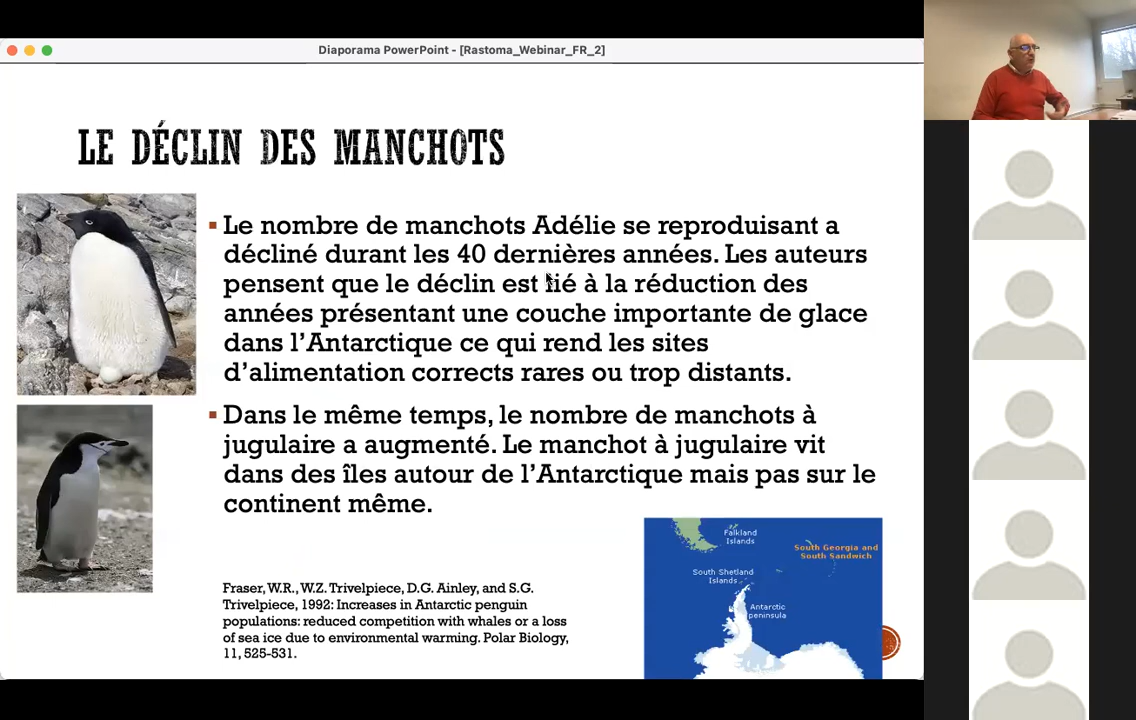 Diaporama PowerPoint - [Rastoma_Webinar_FR_2]
LE DÉCLIN DES MANCHOTS
▪ Le nombre de manchots Adélie se reproduisant a
décliné durant les 40 dernières années. Les auteurs
pensent que le déclin est lié à la réduction des
années présentant une couche importante de glace
dans l’Antarctique ce qui rend les sites
d’alimentation corrects rares ou trop distants.
▪ Dans le même temps, le nombre de manchots à
jugulaire a augmenté. Le manchot à jugulaire vit
dans des îles autour de l’Antarctique mais pas sur le
continent même.
Fraser, W.R., W.Z. Trivelpiece, D.G. Ainley, and S.G.
Trivelpiece, 1992: Increases in Antarctic penguin
populations: reduced competition with whales or a loss
of sea ice due to environmental warming. Polar Biology,
11, 525-531.
Falkland
Islands
South Georgia and
South Sandwich
South Shetland
Islands
Antarctic
peninsula